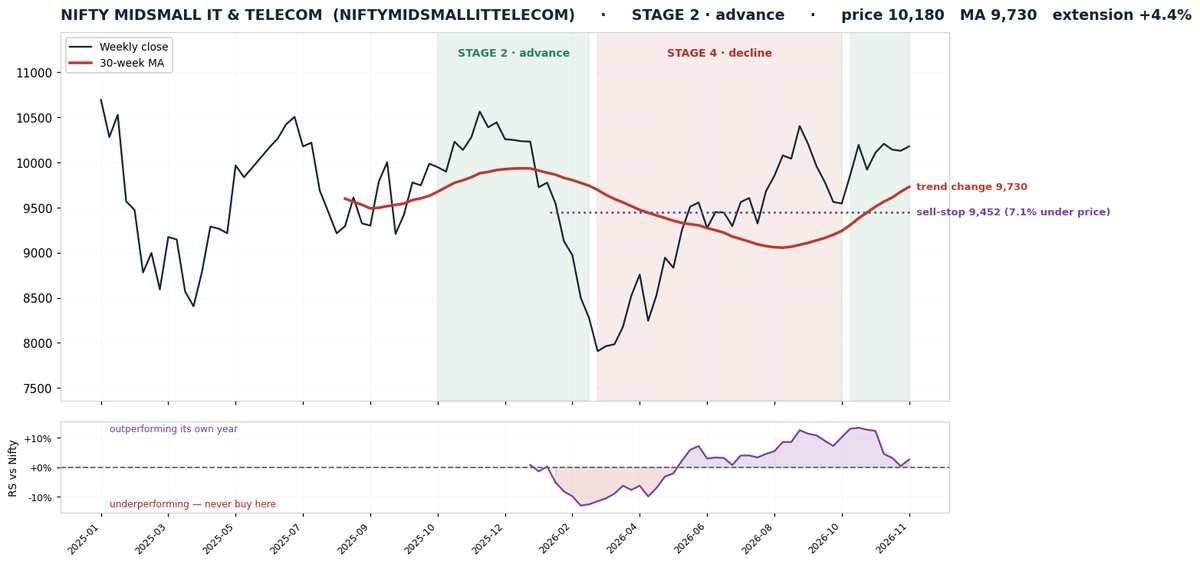 NIFTY MIDSMALL IT & TELECOM (NIFTYMIDSMALLITTELECOM) · STAGE 2 · advance · price 10,180 MA 9,730 extension +4.4%
Weekly close
30-week MA
STAGE 2 · advance
STAGE 4 · decline
11000
10500
10000
9500
9000
8500
8000
7500
trend change 9,730
sell-stop 9,452 (7.1% under price)
RS vs Nifty
+10%
+0%
-10%
outperforming its own year
underperforming — never buy here
2025-01
2025-03
2025-05
2025-07
2025-09
2025-10
2025-12
2026-02
2026-04
2026-06
2026-08
2026-10
2026-11